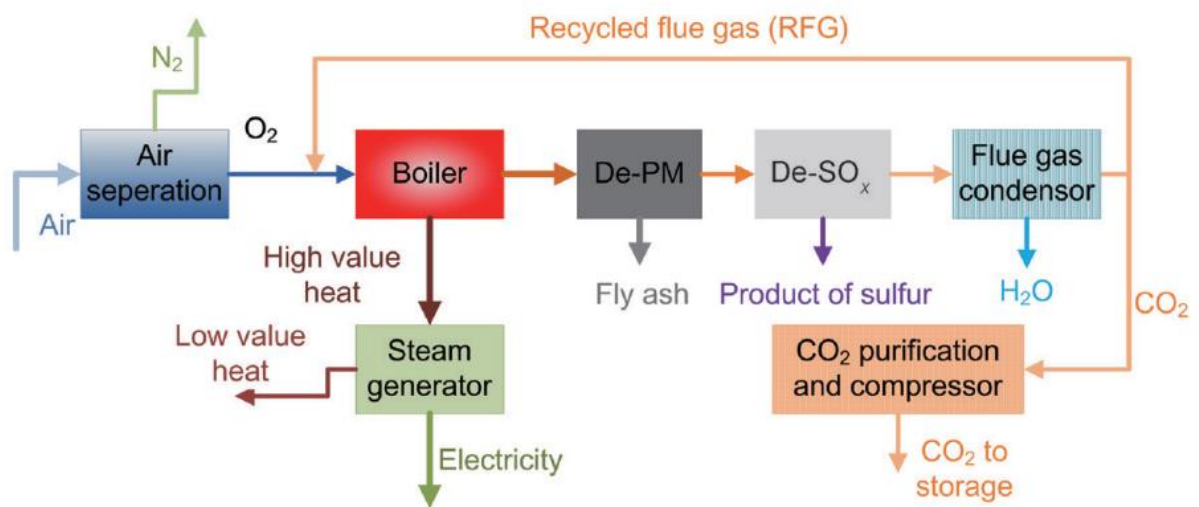 Recycled flue gas (RFG)
N₂
O₂
Air
seperation
Boiler
De-PM
De-SOₓ
Flue gas
condensor
Air
High value
heat
Fly ash
Product of sulfur
H₂O
CO₂
Low value
heat
Steam
generator
CO₂ purification
and compressor
Electricity
CO₂ to
storage